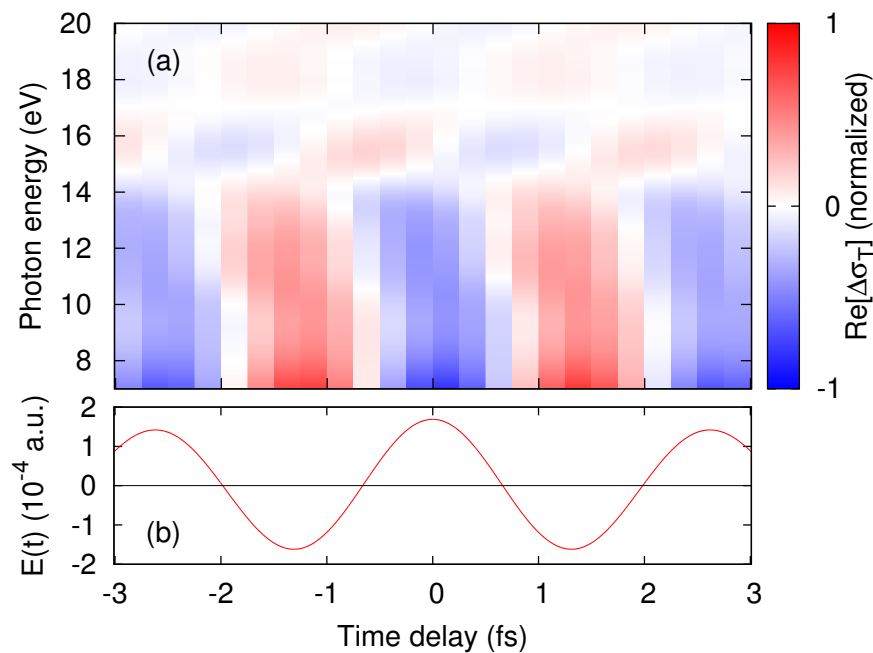 20
18
16
14
12
10
8
Photon energy (eV)
(a)
1
0
-1
Re[Δσ_T] (normalized)
2
1
0
-1
-2
E(t) (10^-4 a.u.)
(b)
-3 -2 -1 0 1 2 3
Time delay (fs)